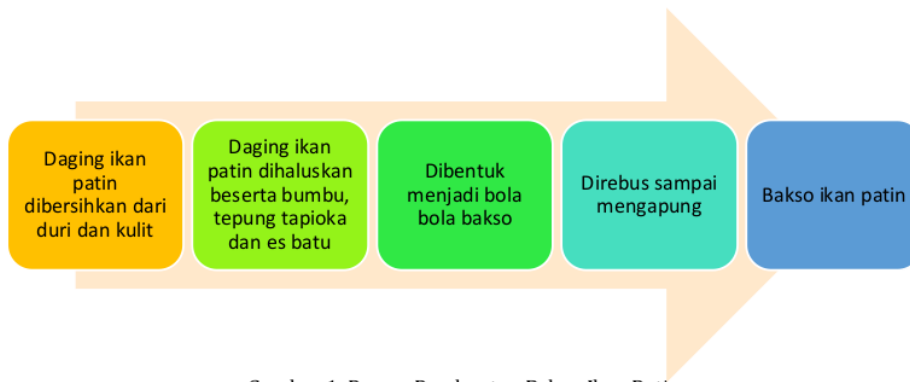 Daging ikan
patin
dibersihkan dari
duri dan kulit
Daging ikan
patin dihaluskan
beserta bumbu,
tepung tapioka
dan es batu
Dibentuk
menjadi bola
bola bakso
Direbus sampai
mengapung
Bakso ikan patin